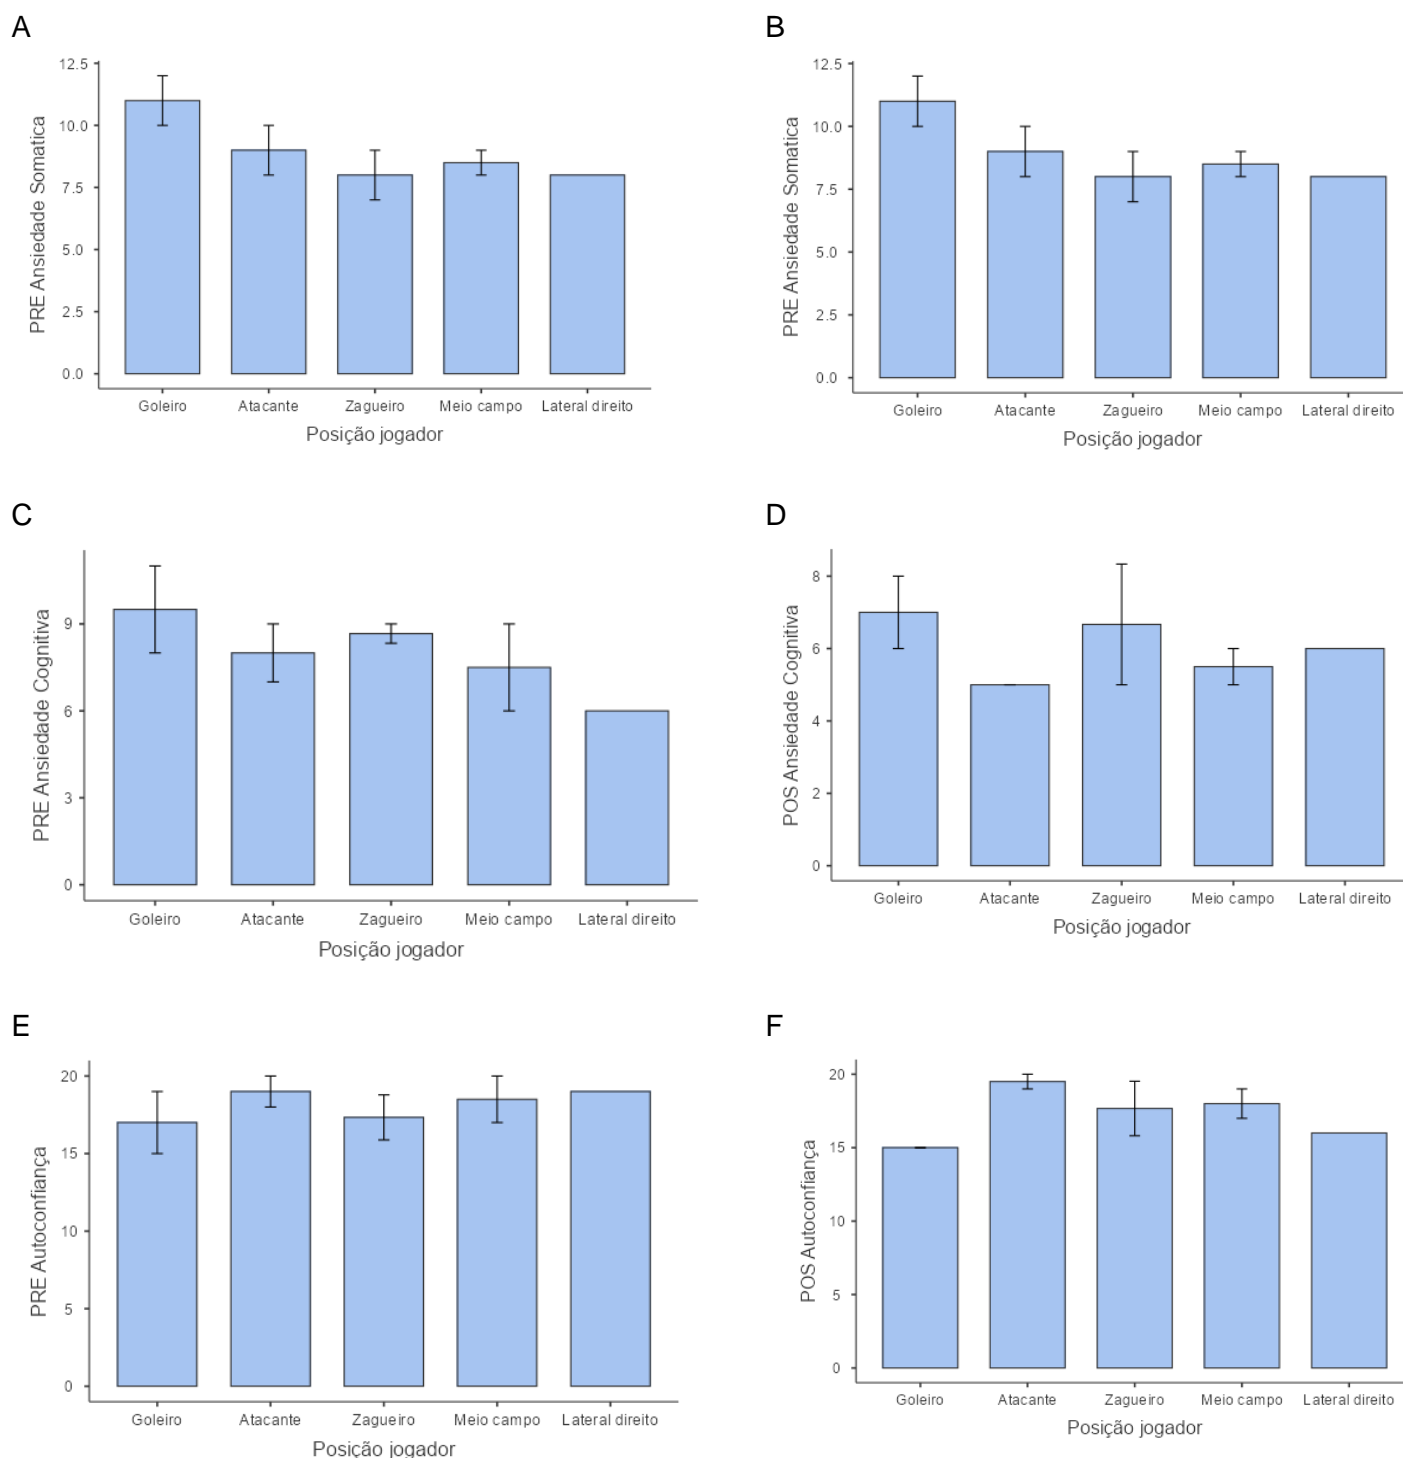 A
PRE Ansiedade Somatica
12.5
10.0
7.5
5.0
2.5
0.0
Goleiro Atacante Zagueiro Meio campo Lateral direito
Posição jogador
B
PRE Ansiedade Somatica
12.5
10.0
7.5
5.0
2.5
0.0
Goleiro Atacante Zagueiro Meio campo Lateral direito
Posição jogador
C
PRE Ansiedade Cognitiva
9
6
3
0
Goleiro Atacante Zagueiro Meio campo Lateral direito
Posição jogador
D
POS Ansiedade Cognitiva
8
6
4
2
0
Goleiro Atacante Zagueiro Meio campo Lateral direito
Posição jogador
E
PRE Autoconfiança
20
15
10
5
0
Goleiro Atacante Zagueiro Meio campo Lateral direito
Posição jogador
F
POS Autoconfiança
20
15
10
5
0
Goleiro Atacante Zagueiro Meio campo Lateral direito
Posição jogador